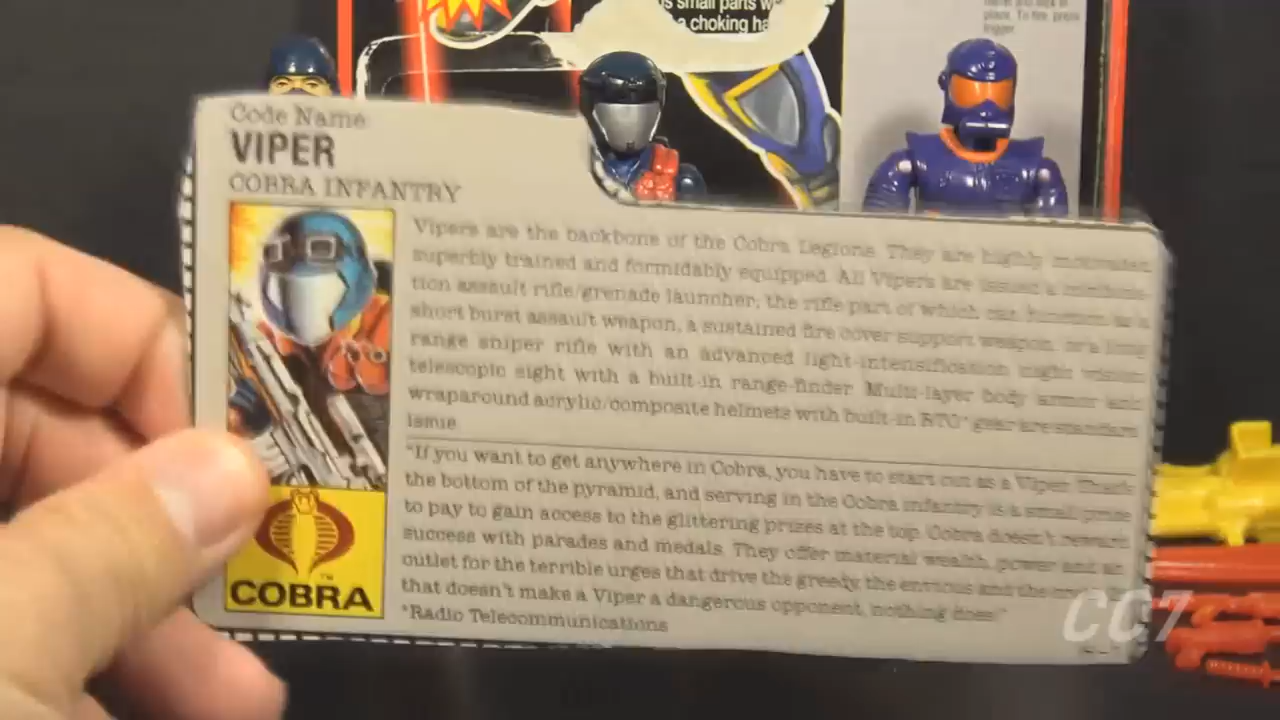 s small parts
a choking ha
place. To fire, press
trigger.
Code Name:
VIPER
COBRA INFANTRY
Vipers are the backbone of the Cobra Legions. They are highly motivated,
superbly trained and formidably equipped. All Vipers are issued a
tion assault rifle/grenade launcher, the rifle part of which can function as a
short burst assault weapon, a sustained fire cover support weapon, or a long
range sniper rifle with an advanced light-intensification night vision
telescopic sight with a built-in range-finder. Multi-layer body armor and
wraparound acrylic/composite helmets with built-in RTO* gear are standard
issue.
"If you want to get anywhere in Cobra, you have to start out as a Viper. That's
the bottom of the pyramid, and serving in the Cobra infantry is a small price
to pay to gain access to the glittering prizes at the top. Cobra doesn't reward
success with parades and medals. They offer material wealth, power and an
outlet for the terrible urges that drive the greedy, the envious and the
that doesn't make a Viper a dangerous opponent, nothing does."
*Radio Telecommunications
TM
COBRA
CC7